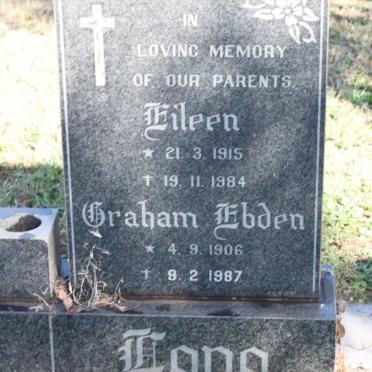 IN
LOVING MEMORY
OF OUR PARENTS.
Eileen
★ 21. 3. 1915
✝ 19. 11. 1984
Graham Ebden
★ 4. 9. 1906
✝ 9. 2 1987